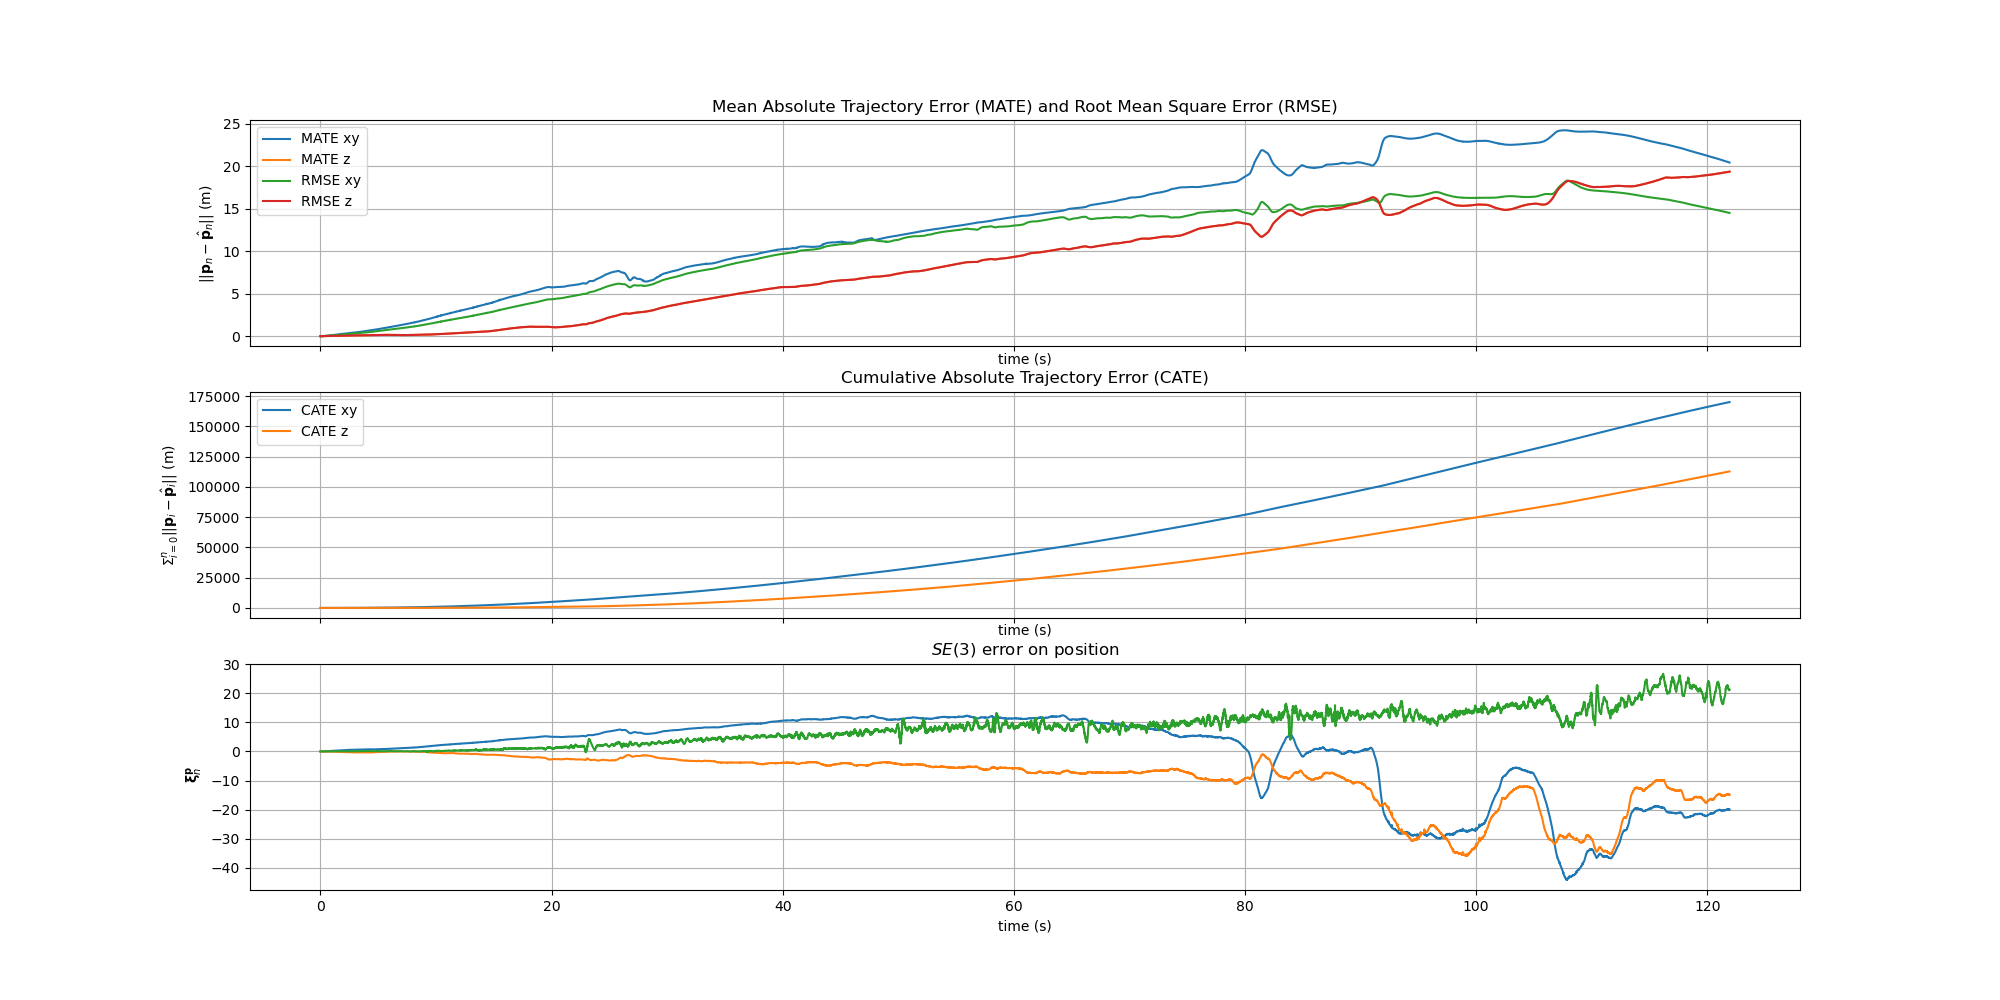 Mean Absolute Trajectory Error (MATE) and Root Mean Square Error (RMSE)
||pₙ − p̂ₙ|| (m)
25
20
15
10
5
0
MATE xy
MATE z
RMSE xy
RMSE z
time (s)
Cumulative Absolute Trajectory Error (CATE)
Σⁿᵢ₌₀||pᵢ − p̂ᵢ|| (m)
175000
150000
125000
100000
75000
50000
25000
0
CATE xy
CATE z
time (s)
SE(3) error on position
ξₙᵖ
30
20
10
0
−10
−20
−30
−40
0 20 40 60 80 100 120
time (s)